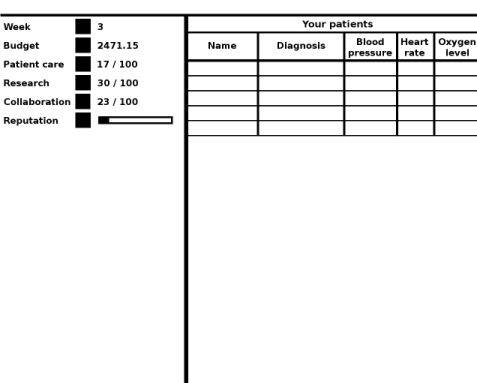 Week 3
Budget 2471.15
Patient care 17 / 100
Research 30 / 100
Collaboration 23 / 100
Reputation
Your patients
Name Diagnosis Blood pressure Heart rate Oxygen level